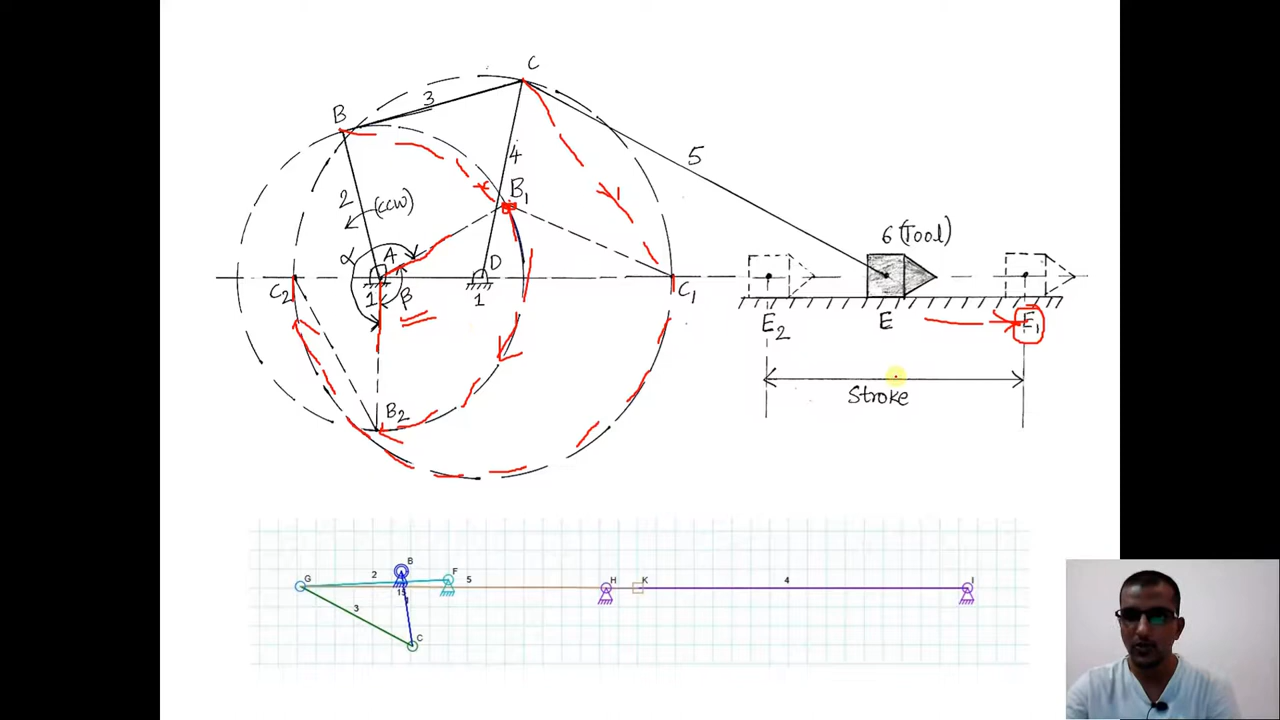 C
B
3
4
5
2
(ccw)
B₁
6 (Tool)
α
A
D
C₂
1
β
1
C₁
E₂
E
E₁
B₂
Stroke
B
G
2
F
5
H
K
4
I
3
C